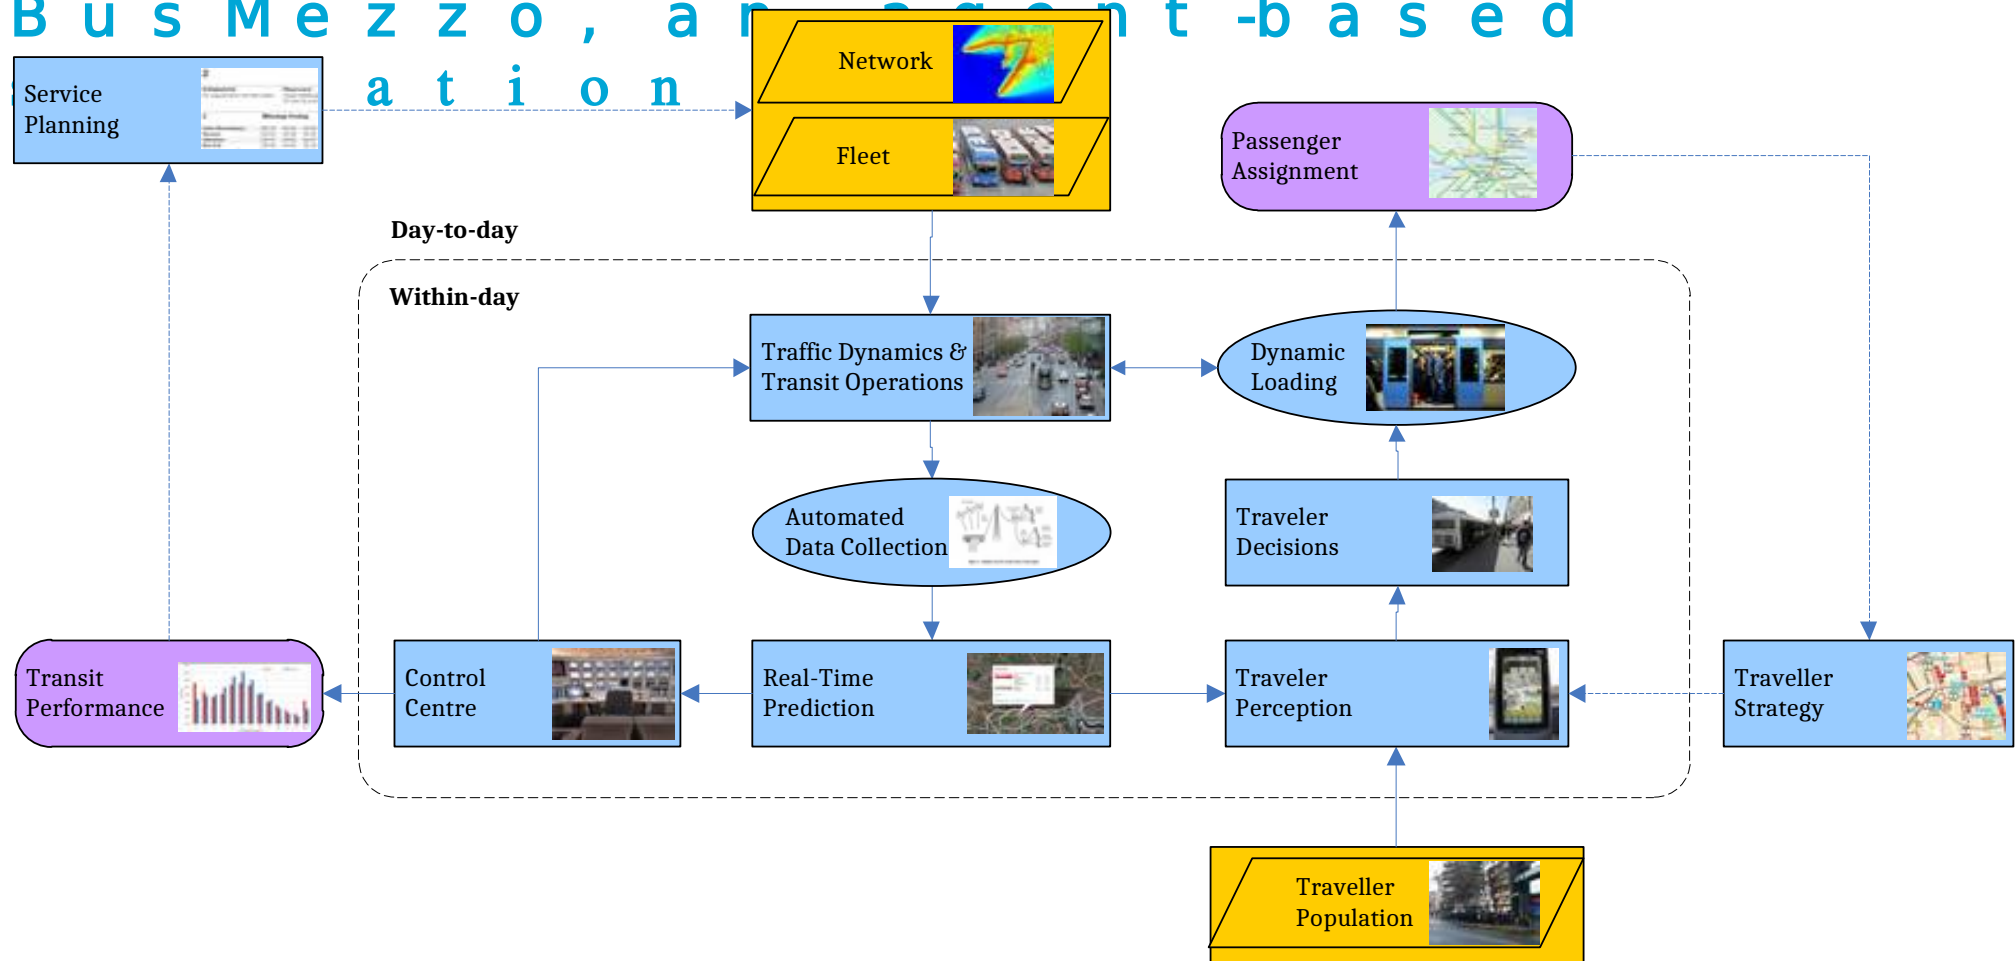 BusMezzo, an agent-based
ation
Network
Service
Planning
Fleet
Passenger
Assignment
Day-to-day
Within-day
Traffic Dynamics &
Transit Operations
Dynamic
Loading
Automated
Data Collection
Traveler
Decisions
Transit
Performance
Control
Centre
Real-Time
Prediction
Traveler
Perception
Traveller
Strategy
Traveller
Population